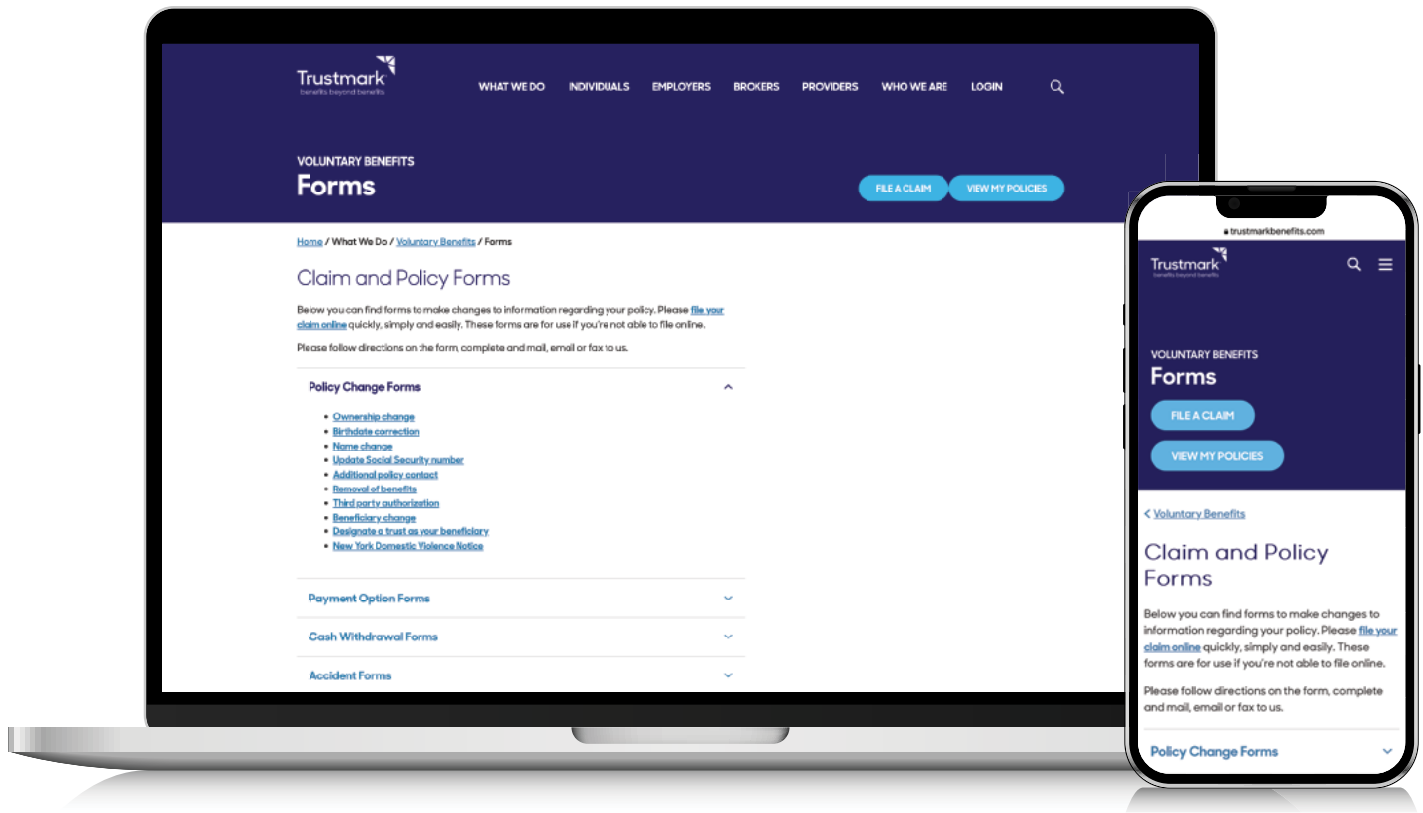 Trustmark
benefits beyond benefits
WHAT WE DO INDIVIDUALS EMPLOYERS BROKERS PROVIDERS WHO WE ARE LOGIN
VOLUNTARY BENEFITS
Forms
FILE A CLAIM VIEW MY POLICIES
Home / What We Do / Voluntary Benefits / Forms
Claim and Policy Forms
Below you can find forms to make changes to information regarding your policy. Please file your
claim online quickly, simply and easily. These forms are for use if you're not able to file online.
Please follow directions on the form, complete and mail, email or fax to us.
Policy Change Forms
• Ownership change
• Birthdate correction
• Name change
• Update Social Security number
• Additional policy contact
• Removal of benefits
• Third party authorization
• Beneficiary change
• Designate a trust as your beneficiary
• New York Domestic Violence Notice
Payment Option Forms
Cash Withdrawal Forms
Accident Forms
trustmarkbenefits.com
Trustmark
benefits beyond benefits
VOLUNTARY BENEFITS
Forms
FILE A CLAIM
VIEW MY POLICIES
< Voluntary Benefits
Claim and Policy
Forms
Below you can find forms to make changes to
information regarding your policy. Please file your
claim online quickly, simply and easily. These
forms are for use if you're not able to file online.
Please follow directions on the form, complete
and mail, email or fax to us.
Policy Change Forms